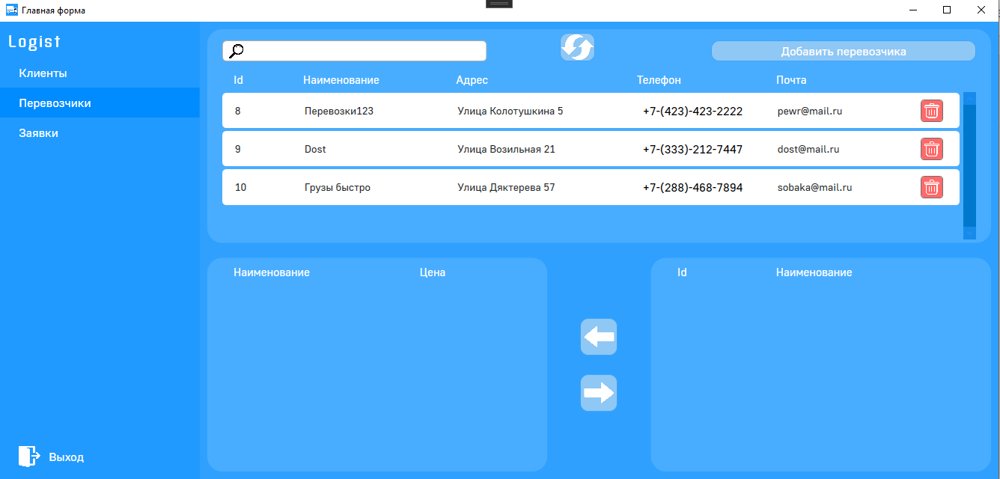 Главная форма
Logist
Клиенты
Перевозчики
Заявки
Выход
Добавить перевозчика
Id Наименование Адрес Телефон Почта
8 Перевозки123 Улица Колотушкина 5 +7-(423)-423-2222 pewr@mail.ru
9 Dost Улица Возильная 21 +7-(333)-212-7447 dost@mail.ru
10 Грузы быстро Улица Дяктерева 57 +7-(288)-468-7894 sobaka@mail.ru
Наименование Цена
Id Наименование